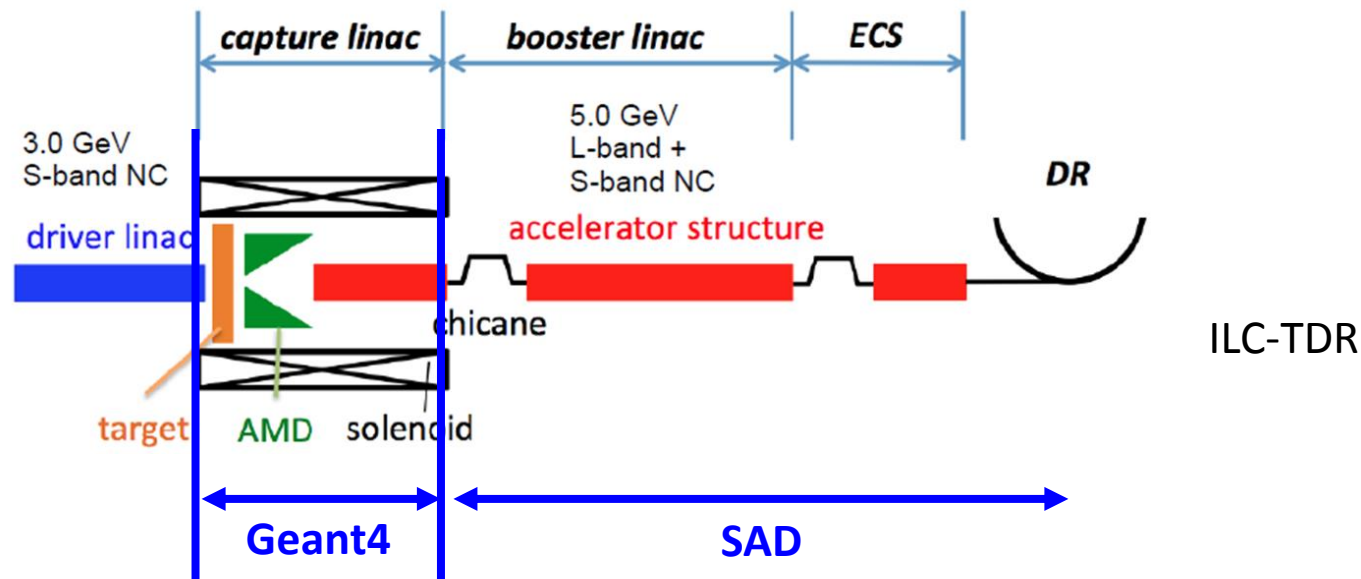 capture linac
booster linac
ECS
3.0 GeV
S-band NC
5.0 GeV
L-band +
S-band NC
DR
driver linac
accelerator structure
chicane
ILC-TDR
target
AMD
solenoid
Geant4
SAD